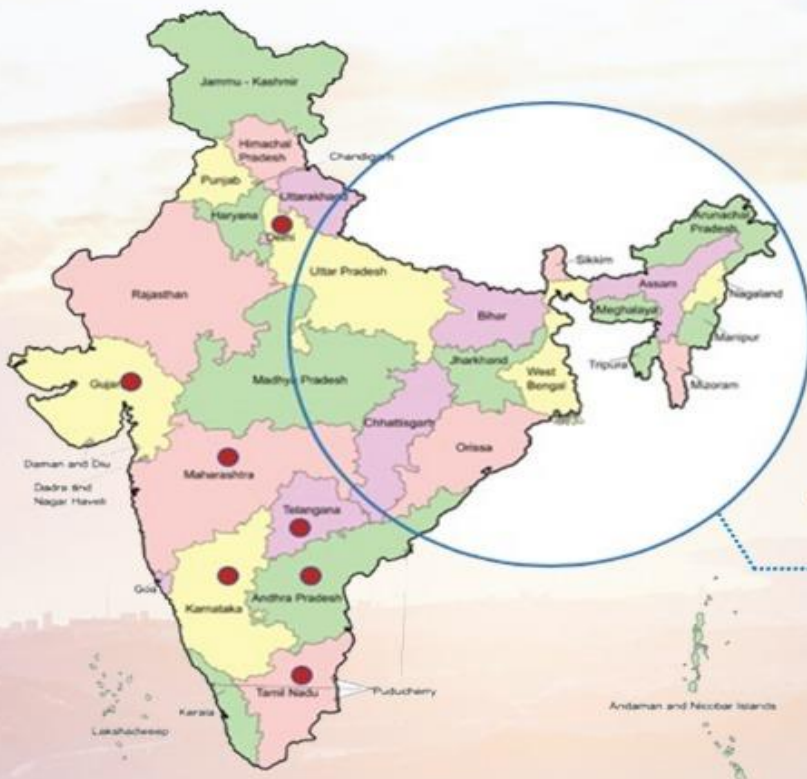 Jammu - Kashmir
Himachal
Pradesh
Chandigarh
Punjab
Uttarakhand
Haryana
Delhi
Arunachal
Pradesh
Sikkim
Uttar Pradesh
Assam
Rajasthan
Nagaland
Bihar
Meghalaya
Manipur
Jharkhand
Tripura
Gujarat
Madhya Pradesh
West
Bengal
Mizoram
Chhattisgarh
Orissa
Daman and Diu
Maharashtra
Dadra and
Nagar Haveli
Telangana
Goa
Karnataka
Andhra Pradesh
Tamil Nadu
Puducherry
Kerala
Andaman and Nicobar Islands
Lakshadweep